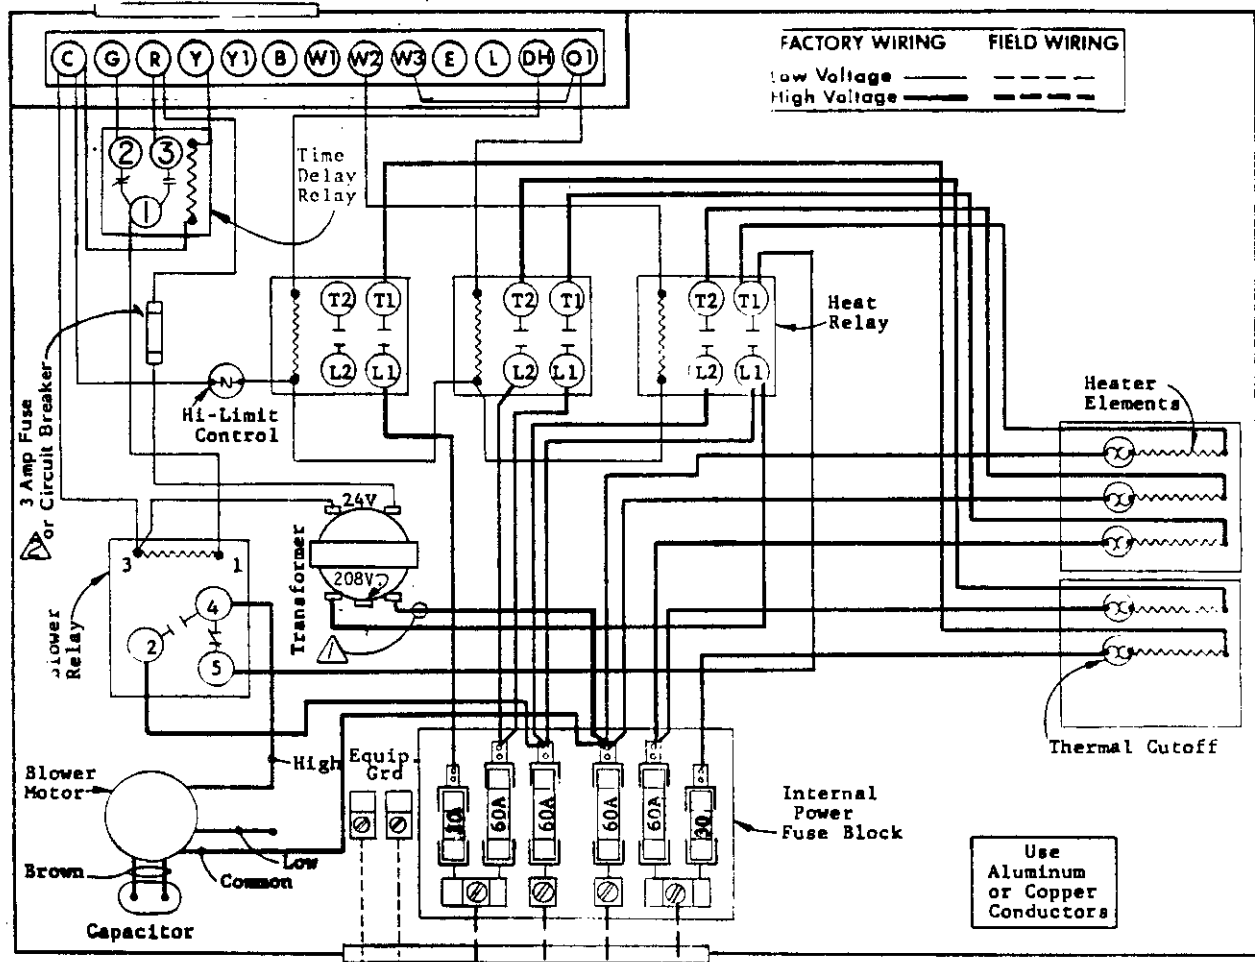 C G R Y Y1 B W1 W2 W3 E L DH O1
FACTORY WIRING FIELD WIRING
Low Voltage
High Voltage
2 3
1
Time
Delay
Relay
T2 T1
L2 L1
T2 T1
L2 L1
T2 T1
L2 L1
Heat
Relay
N
Hi-Limit
Control
3 Amp Fuse
or Circuit Breaker
Heater
Elements
24V
208V
Transformer
1
3 1
4
2
5
Blower
Relay
Thermal Cutoff
High
Equip
Grd
Blower
Motor
Low
Common
Brown
Capacitor
60A 60A 60A 60A 30
Internal
Power
Fuse Block
Use
Aluminum
or Copper
Conductors